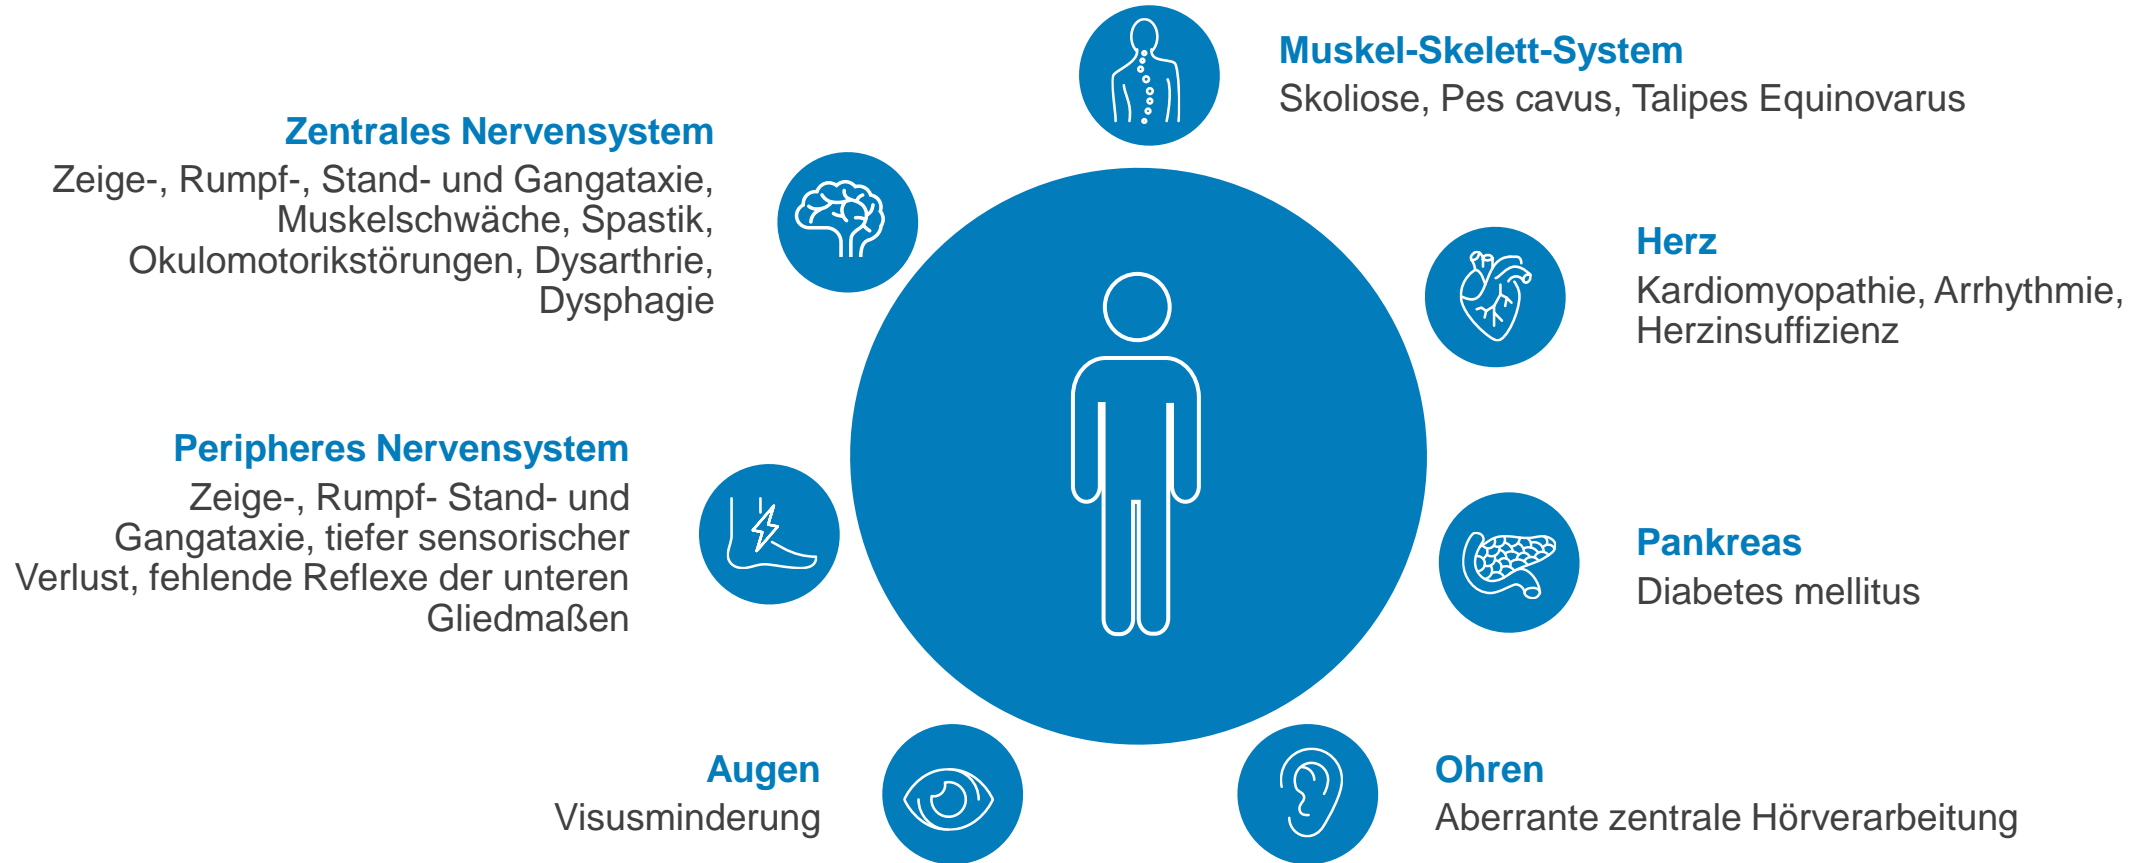 Muskel-Skelett-System
Skoliose, Pes cavus, Talipes Equinovarus
Zentrales Nervensystem
Zeige-, Rumpf-, Stand- und Gangataxie,
Muskelschwäche, Spastik,
Okulomotorikstörungen, Dysarthrie,
Dysphagie
Herz
Kardiomyopathie, Arrhythmie,
Herzinsuffizienz
Peripheres Nervensystem
Zeige-, Rumpf- Stand- und
Gangataxie, tiefer sensorischer
Verlust, fehlende Reflexe der unteren
Gliedmaßen
Pankreas
Diabetes mellitus
Augen
Visusminderung
Ohren
Aberrante zentrale Hörverarbeitung